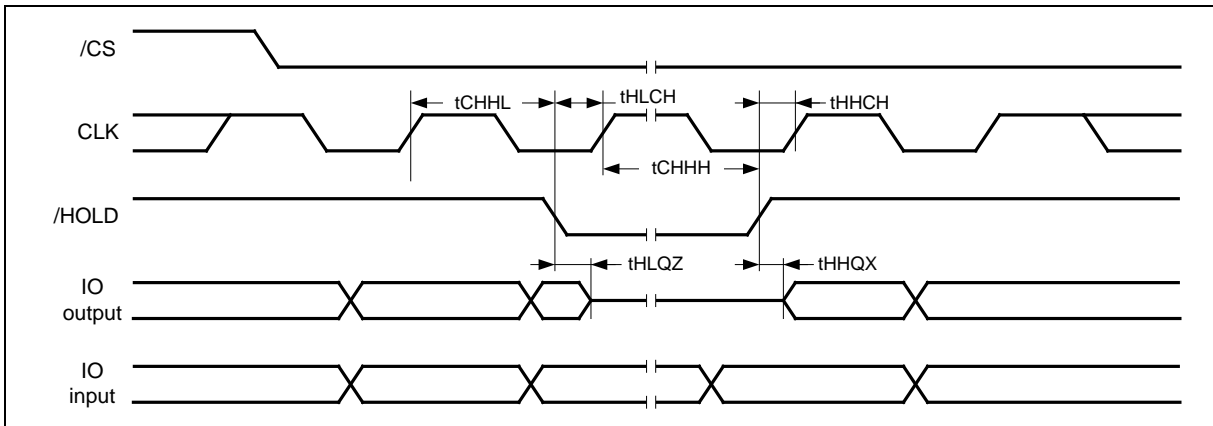 /CS
tCHHL
tHLCH
tHHCH
CLK
tCHHH
/HOLD
tHLQZ
tHHQX
IO
output
IO
input